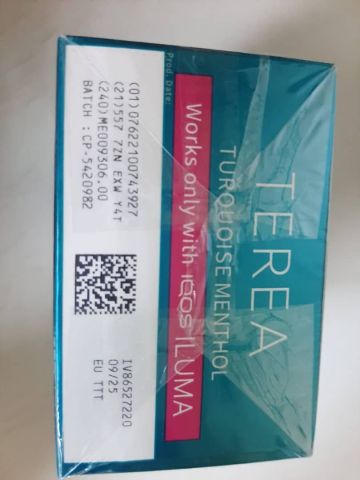 TEREA
TURQUOISE MENTHOL
Works only with IQOS ILUMA
Prod. Date:
(01)07622100743927
(21)557 7ZN EXW Y4T
(240)ME009306.00
BATCH : CP-5420982
IV86527220
09/25
EU TTT